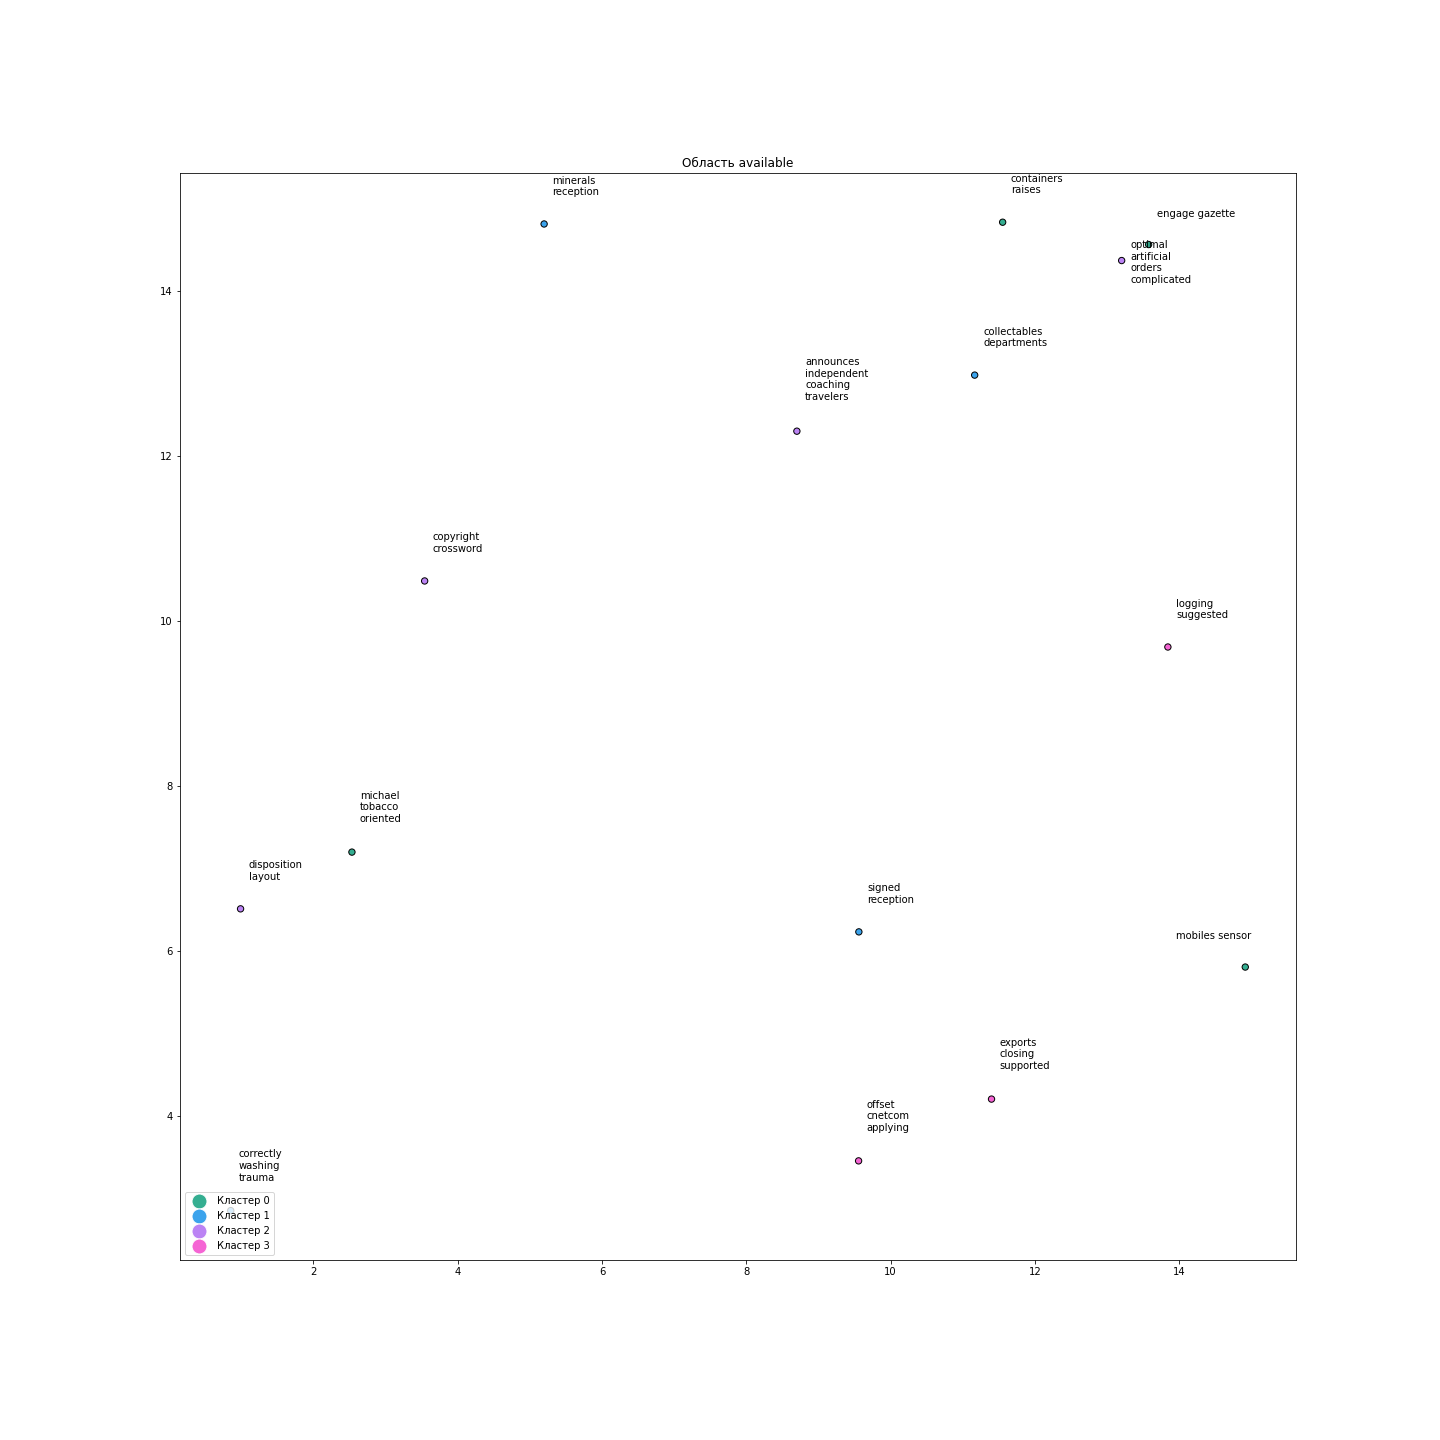 Область available
minerals
reception
containers
raises
engage gazette
optimal
artificial
orders
complicated
collectables
departments
announces
independent
coaching
travelers
copyright
crossword
logging
suggested
michael
tobacco
oriented
disposition
layout
signed
reception
mobiles sensor
exports
closing
supported
offset
cnetcom
applying
correctly
washing
trauma
Кластер 0
Кластер 1
Кластер 2
Кластер 3
14
12
10
8
6
4
2
4
6
8
10
12
14